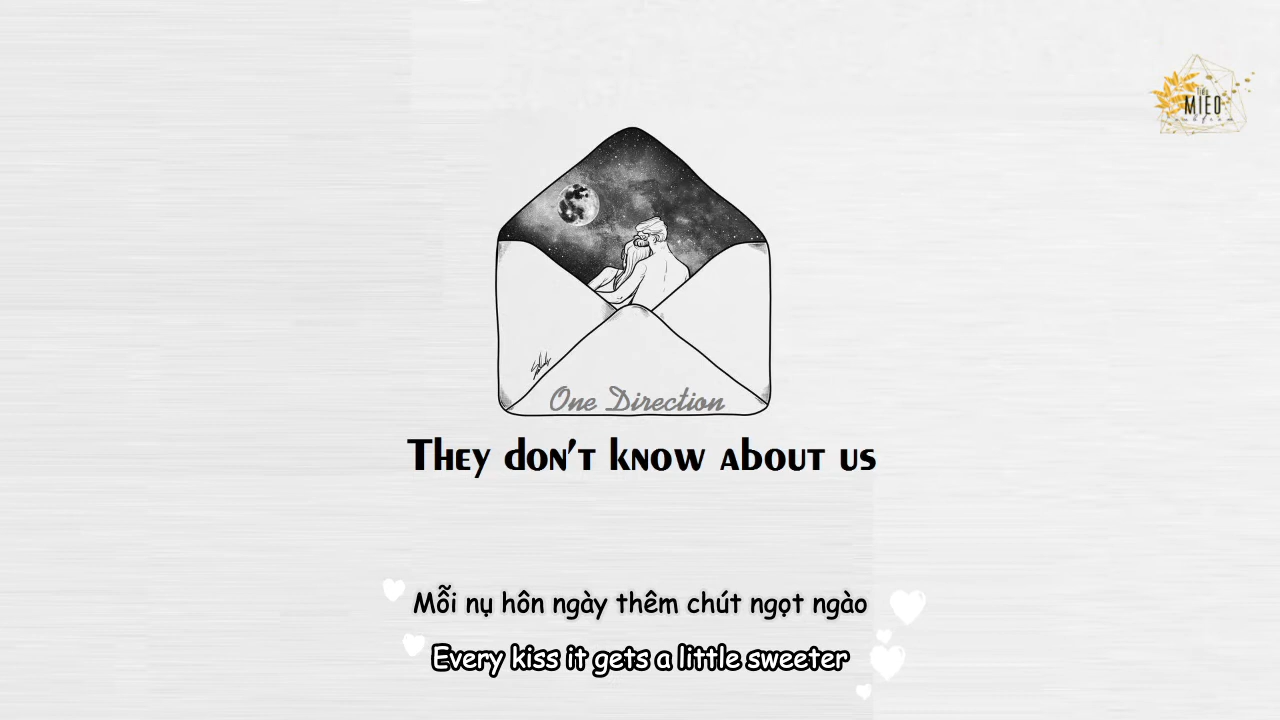 MIEO
One Direction
They don't know about us
Mỗi nụ hôn ngày thêm chút ngọt ngào
Every kiss it gets a little sweeter